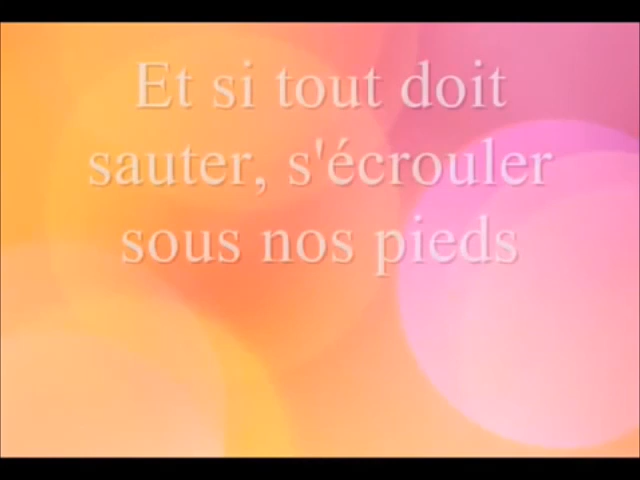 Et si tout doit
sauter, s'écrouler
sous nos pieds